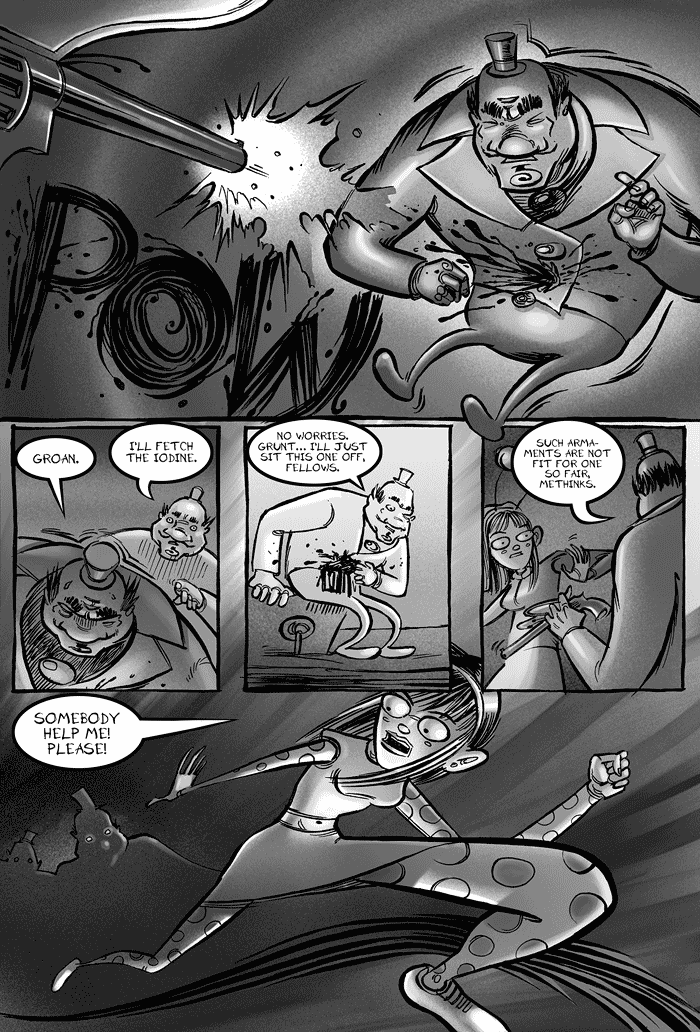 POW
GROAN.
I'LL FETCH
THE IODINE.
NO WORRIES.
GRUNT... I'LL JUST
SIT THIS ONE OFF,
FELLOWS.
SUCH ARMA-
MENTS ARE NOT
FIT FOR ONE
SO FAIR,
METHINKS.
SOMEBODY
HELP ME!
PLEASE!